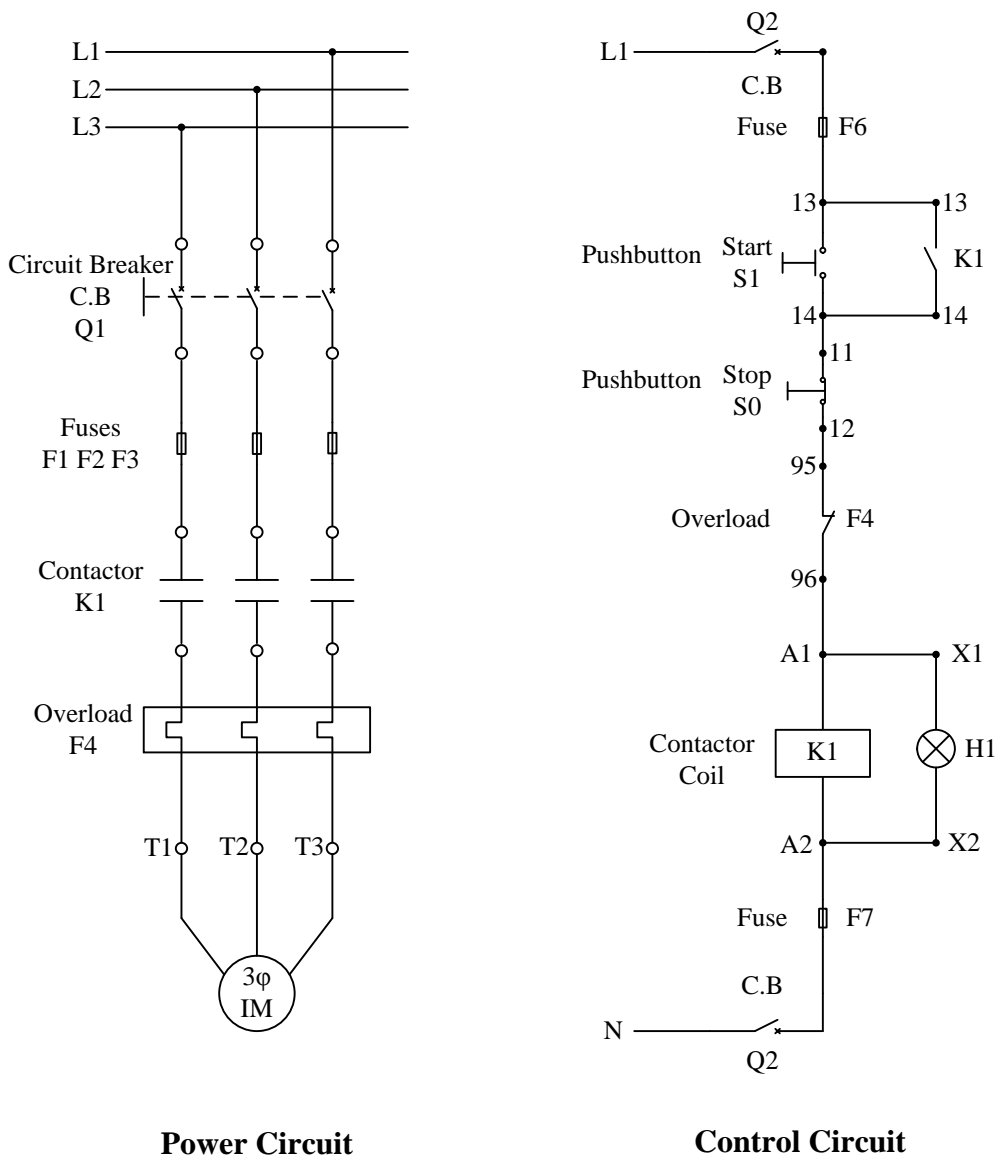 L1
L2
L3
Circuit Breaker
C.B
Q1
Fuses
F1 F2 F3
Contactor
K1
Overload
F4
T1
T2
T3
3φ
IM
Power Circuit
Q2
L1
C.B
Fuse
F6
13
13
Pushbutton
Start
S1
K1
14
14
11
Pushbutton
Stop
S0
12
95
Overload
F4
96
A1
X1
Contactor
Coil
K1
H1
A2
X2
Fuse
F7
C.B
N
Q2
Control Circuit